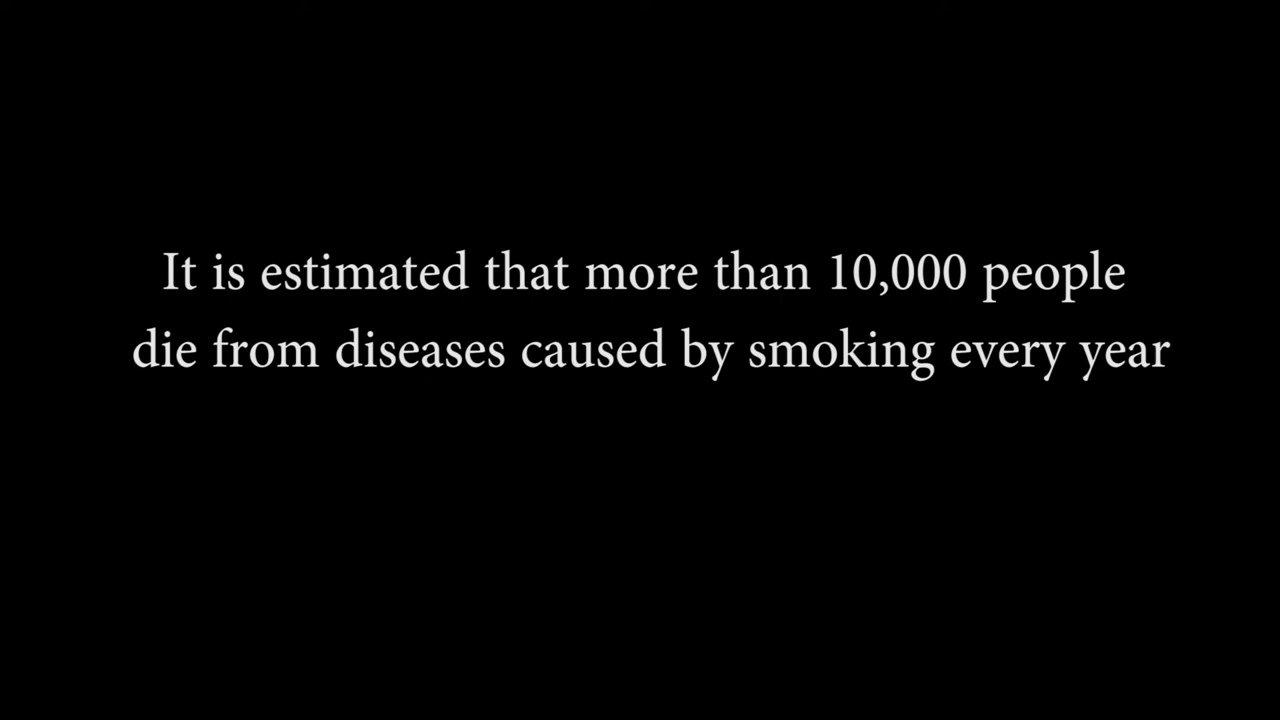 It is estimated that more than 10,000 people
die from diseases caused by smoking every year